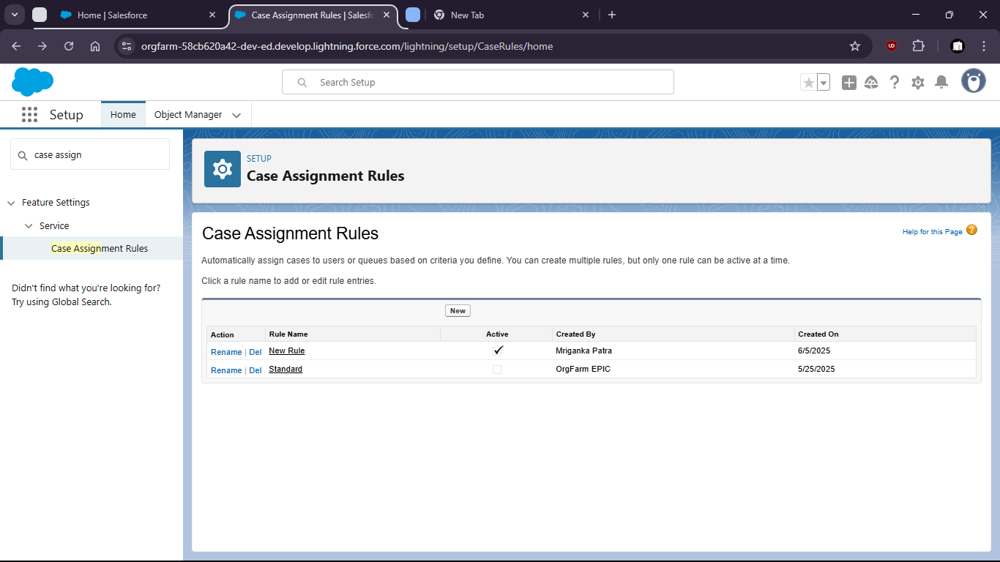 Home | Salesforce
Case Assignment Rules | Salesf
New Tab
orgfarm-58cb620a42-dev-ed.develop.lightning.force.com/lightning/setup/CaseRules/home
Search Setup
Setup
Home
Object Manager
case assign
Feature Settings
Service
Case Assignment Rules
Didn't find what you're looking for?
Try using Global Search.
SETUP
Case Assignment Rules
Case Assignment Rules
Help for this Page ?
Automatically assign cases to users or queues based on criteria you define. You can create multiple rules, but only one rule can be active at a time.
Click a rule name to add or edit rule entries.
New
Action Rule Name Active Created By Created On
Rename | Del New Rule Mriganka Patra 6/5/2025
Rename | Del Standard OrgFarm EPIC 5/25/2025